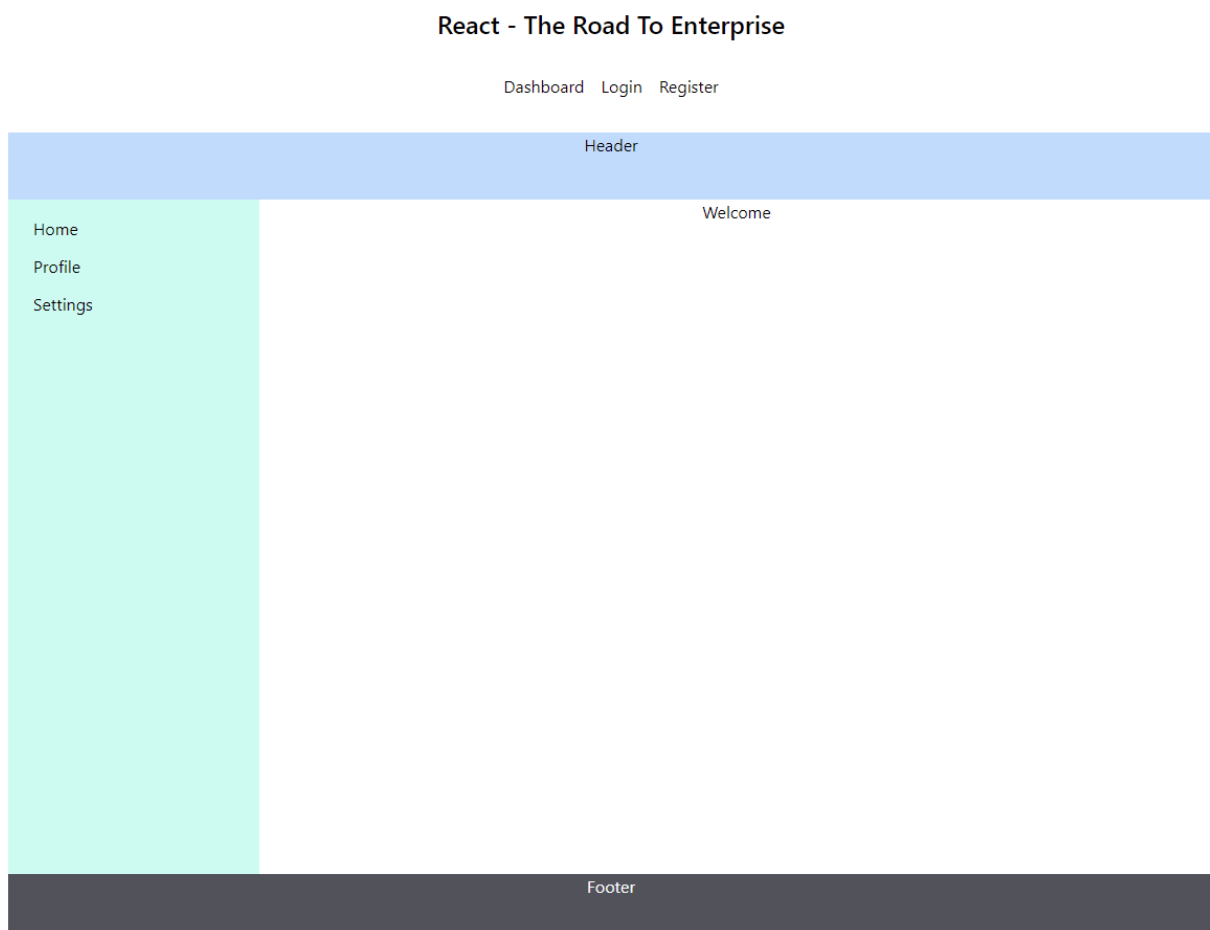 React - The Road To Enterprise
Dashboard Login Register
Header
Welcome
Home
Profile
Settings
Footer